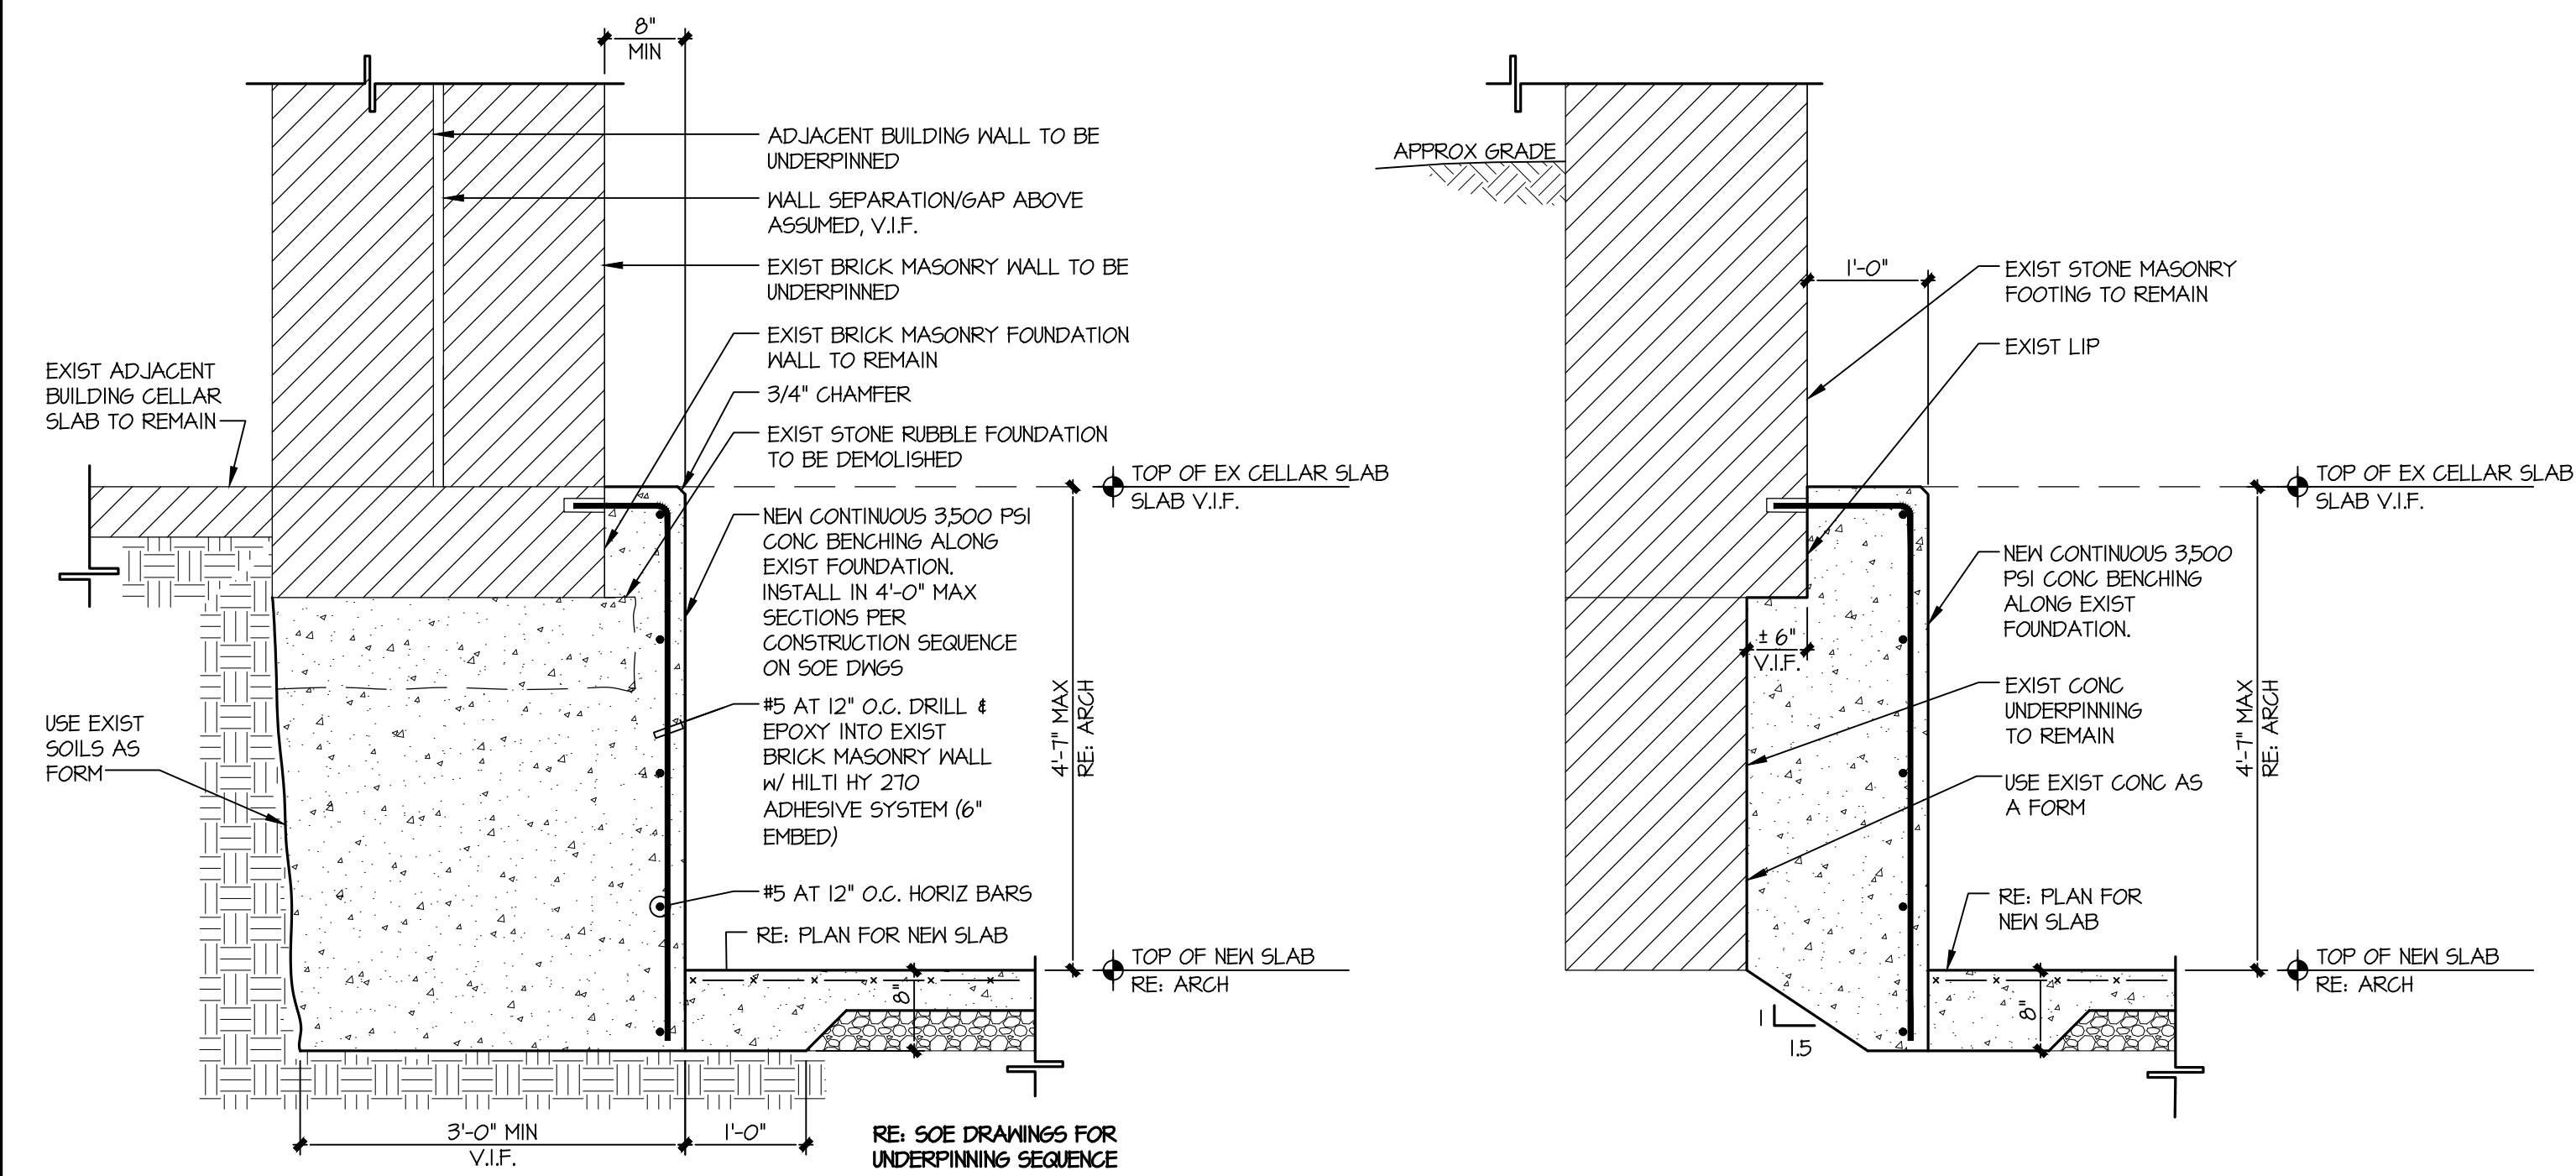 8"
MIN
ADJACENT BUILDING WALL TO BE
UNDERPINNED
WALL SEPARATION/GAP ABOVE
ASSUMED, V.I.F.
EXIST BRICK MASONRY WALL TO BE
UNDERPINNED
EXIST BRICK MASONRY FOUNDATION
WALL TO REMAIN
3/4" CHAMFER
EXIST STONE RUBBLE FOUNDATION
TO BE DEMOLISHED
EXIST ADJACENT
BUILDING CELLAR
SLAB TO REMAIN
TOP OF EX CELLAR SLAB
SLAB V.I.F.
NEW CONTINUOUS 3,500 PSI
CONC BENCHING ALONG
EXIST FOUNDATION.
INSTALL IN 4'-0" MAX
SECTIONS PER
CONSTRUCTION SEQUENCE
ON SOE DWGS
USE EXIST
SOILS AS
FORM
#5 AT 12" O.C. DRILL &
EPOXY INTO EXIST
BRICK MASONRY WALL
w/ HILTI HY 270
ADHESIVE SYSTEM (6"
EMBED)
4'-7" MAX
RE: ARCH
#5 AT 12" O.C. HORIZ BARS
RE: PLAN FOR NEW SLAB
TOP OF NEW SLAB
RE: ARCH
8"
3'-0" MIN
V.I.F.
1'-0"
RE: SOE DRAWINGS FOR
UNDERPINNING SEQUENCE
APPROX GRADE
1'-0"
EXIST STONE MASONRY
FOOTING TO REMAIN
EXIST LIP
TOP OF EX CELLAR SLAB
SLAB V.I.F.
NEW CONTINUOUS 3,500
PSI CONC BENCHING
ALONG EXIST
FOUNDATION.
± 6"
V.I.F.
EXIST CONC
UNDERPINNING
TO REMAIN
USE EXIST CONC AS
A FORM
4'-7" MAX
RE: ARCH
RE: PLAN FOR
NEW SLAB
TOP OF NEW SLAB
RE: ARCH
8"
1
1.5